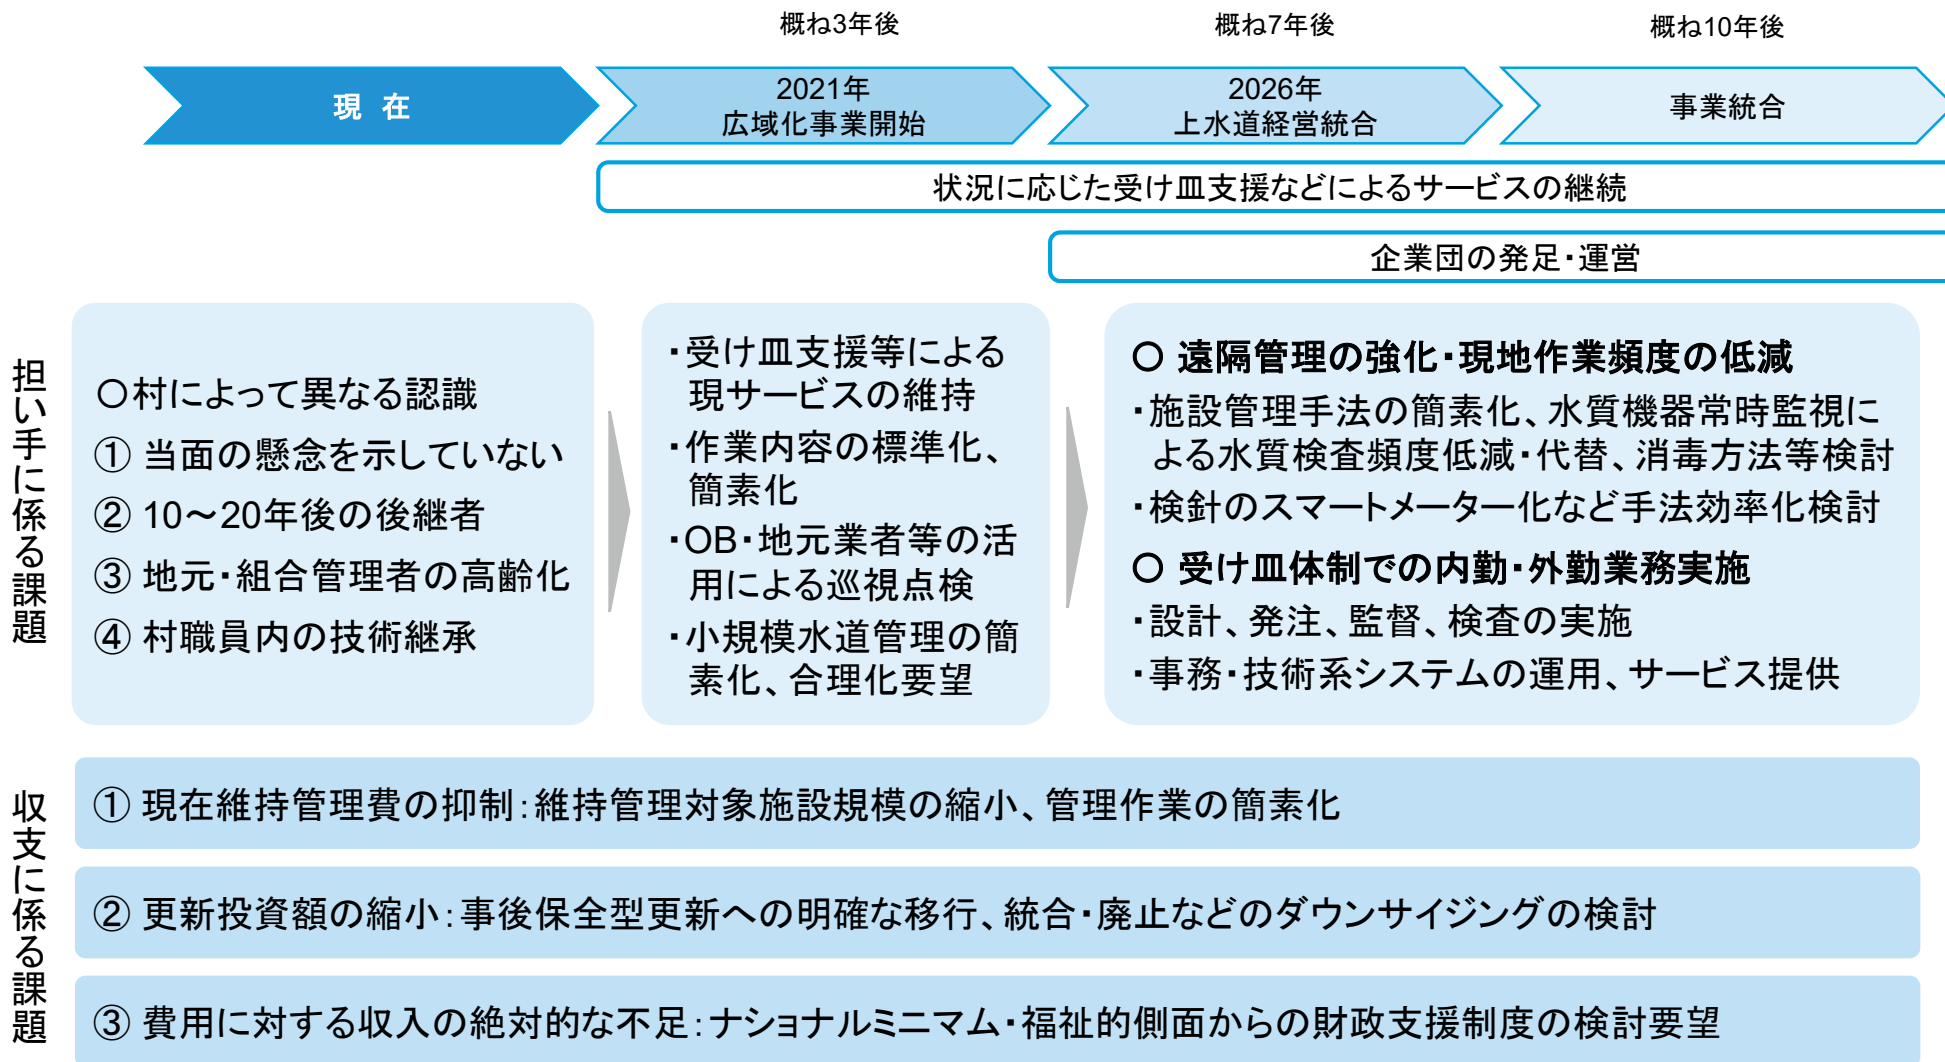 概ね3年後
概ね7年後
概ね10年後
現 在
2021年
広域化事業開始
2026年
上水道経営統合
事業統合
状況に応じた受け皿支援などによるサービスの継続
企業団の発足・運営
担い手に係る課題
〇村によって異なる認識
① 当面の懸念を示していない
② 10～20年後の後継者
③ 地元・組合管理者の高齢化
④ 村職員内の技術継承
・受け皿支援等による
現サービスの維持
・作業内容の標準化、
簡素化
・OB・地元業者等の活
用による巡視点検
・小規模水道管理の簡
素化、合理化要望
〇 遠隔管理の強化・現地作業頻度の低減
・施設管理手法の簡素化、水質機器常時監視に
よる水質検査頻度低減・代替、消毒方法等検討
・検針のスマートメーター化など手法効率化検討
〇 受け皿体制での内勤・外勤業務実施
・設計、発注、監督、検査の実施
・事務・技術系システムの運用、サービス提供
収支に係る課題
① 現在維持管理費の抑制：維持管理対象施設規模の縮小、管理作業の簡素化
② 更新投資額の縮小：事後保全型更新への明確な移行、統合・廃止などのダウンサイジングの検討
③ 費用に対する収入の絶対的な不足：ナショナルミニマム・福祉的側面からの財政支援制度の検討要望